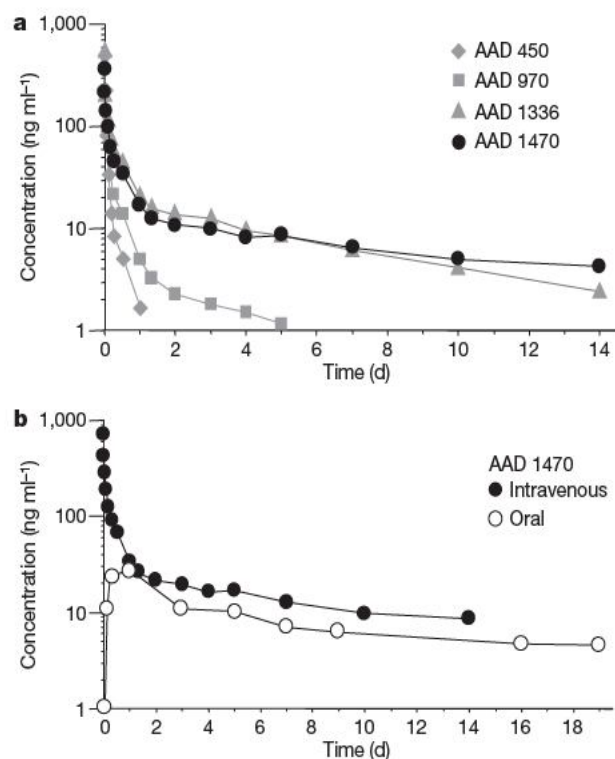 a
1,000
100
10
1
Concentration (ng ml⁻¹)
0 2 4 6 8 10 12 14
Time (d)
AAD 450
AAD 970
AAD 1336
AAD 1470
b
1,000
100
10
1
Concentration (ng ml⁻¹)
0 2 4 6 8 10 12 14 16 18
Time (d)
AAD 1470
Intravenous
Oral